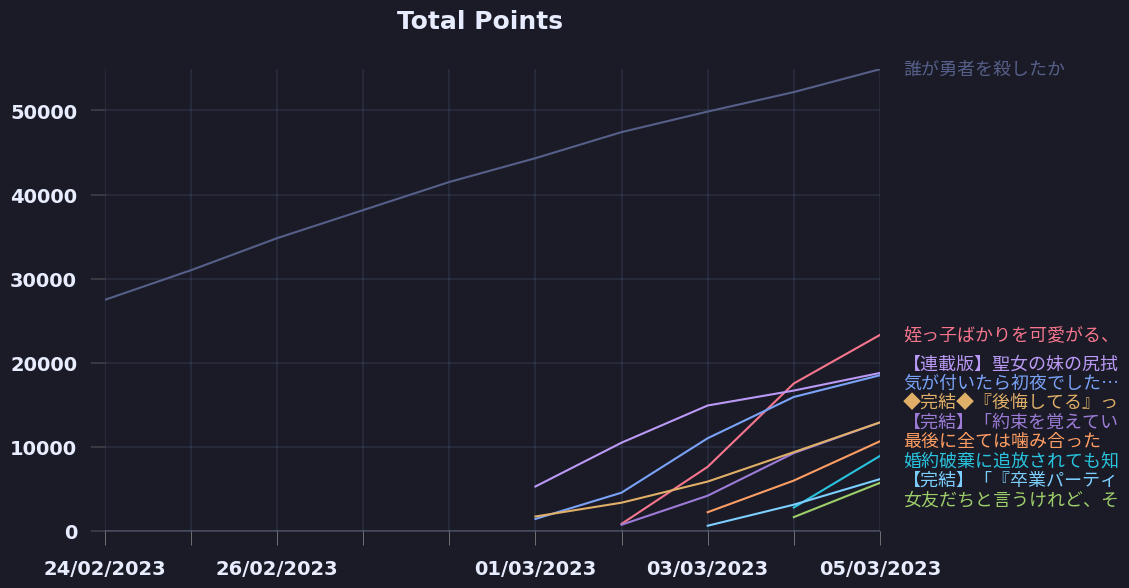 Total Points
誰が勇者を殺したか
50000
40000
30000
姪っ子ばかりを可愛がる、
20000
【連載版】聖女の妹の尻拭
気が付いたら初夜でした…
◆完結◆『後悔してる』っ
【完結】「約束を覚えてい
10000
最後に全ては噛み合った
婚約破棄に追放されても知
【完結】「『卒業パーティ
女友だちと言うけれど、そ
0
24/02/2023 26/02/2023 01/03/2023 03/03/2023 05/03/2023